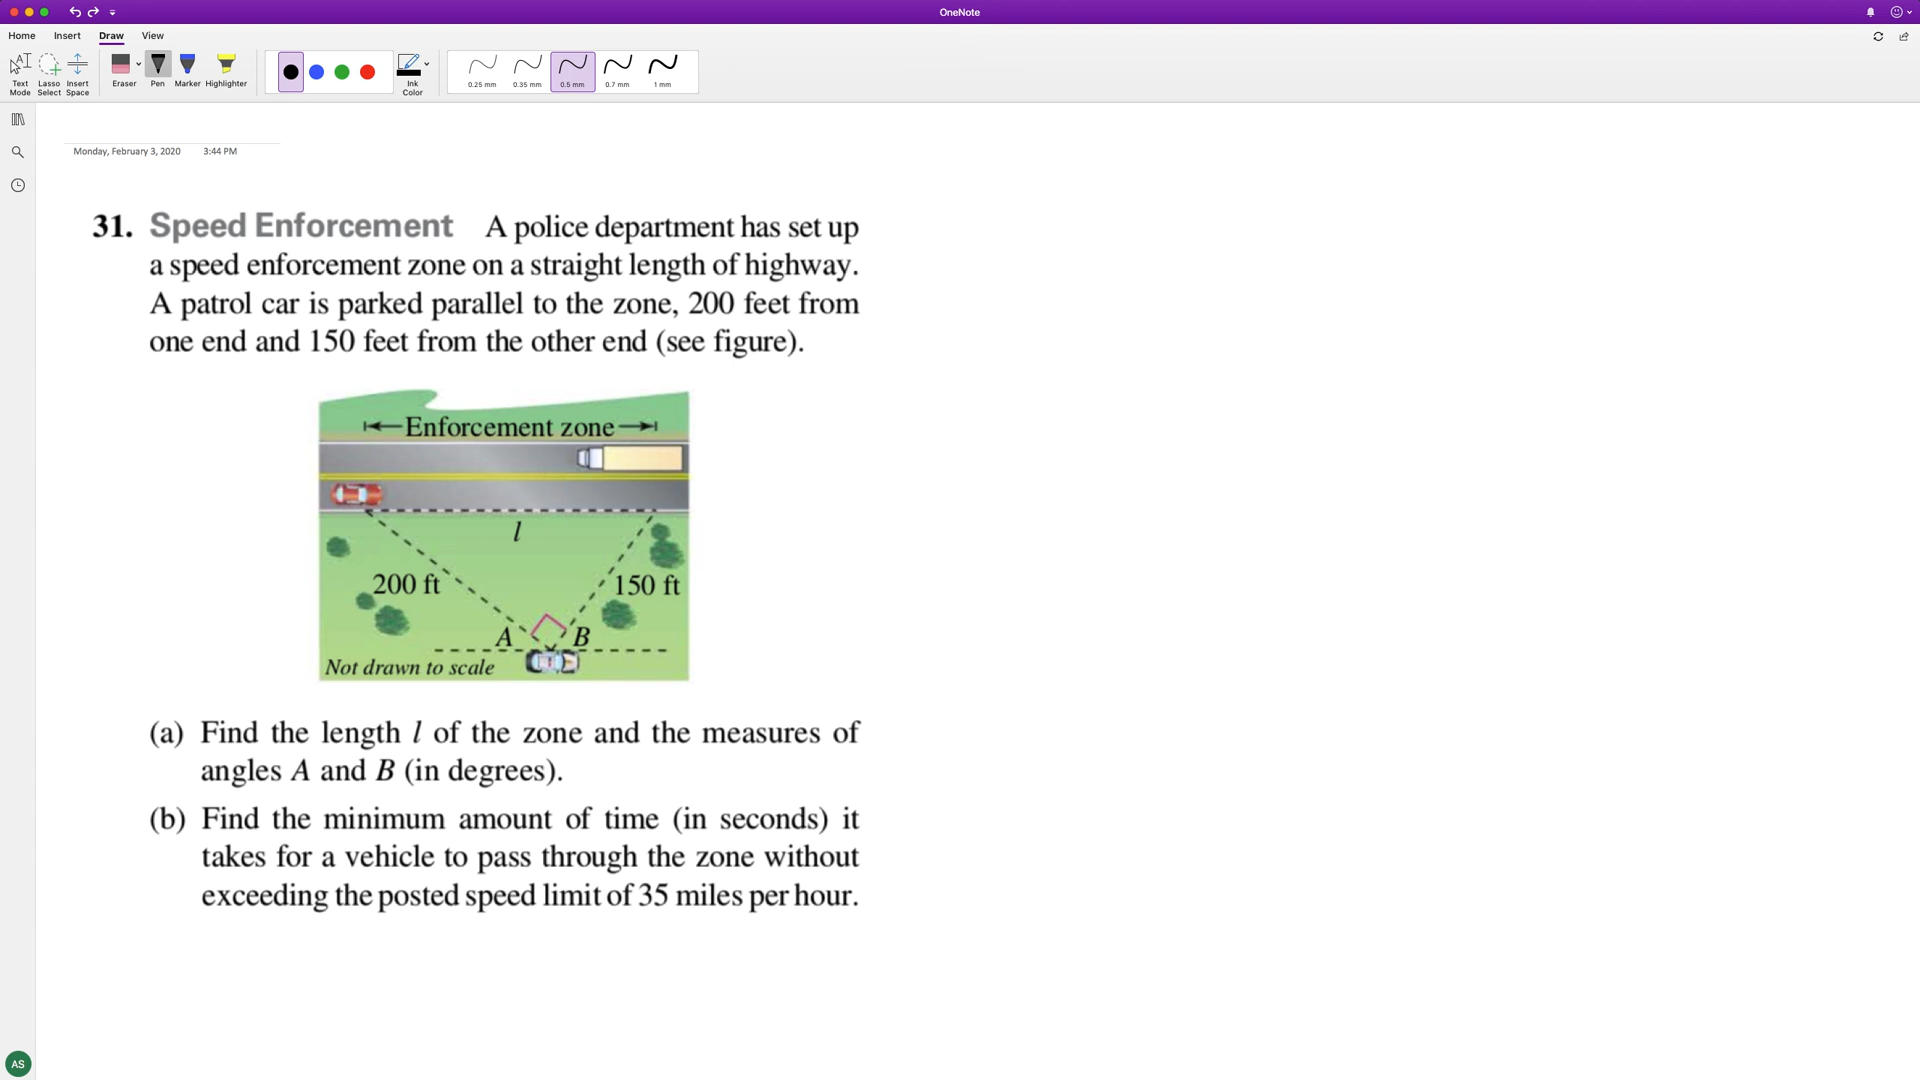 OneNote
Home Insert Draw View
Text Mode
Lasso Select
Insert Space
Eraser
Pen
Marker
Highlighter
Ink Color
0.25 mm
0.35 mm
0.5 mm
0.7 mm
1 mm
Monday, February 3, 2020 3:44 PM
31. Speed Enforcement A police department has set up
a speed enforcement zone on a straight length of highway.
A patrol car is parked parallel to the zone, 200 feet from
one end and 150 feet from the other end (see figure).
Enforcement zone
l
200 ft
150 ft
A
B
Not drawn to scale
(a) Find the length l of the zone and the measures of
angles A and B (in degrees).
(b) Find the minimum amount of time (in seconds) it
takes for a vehicle to pass through the zone without
exceeding the posted speed limit of 35 miles per hour.
AS